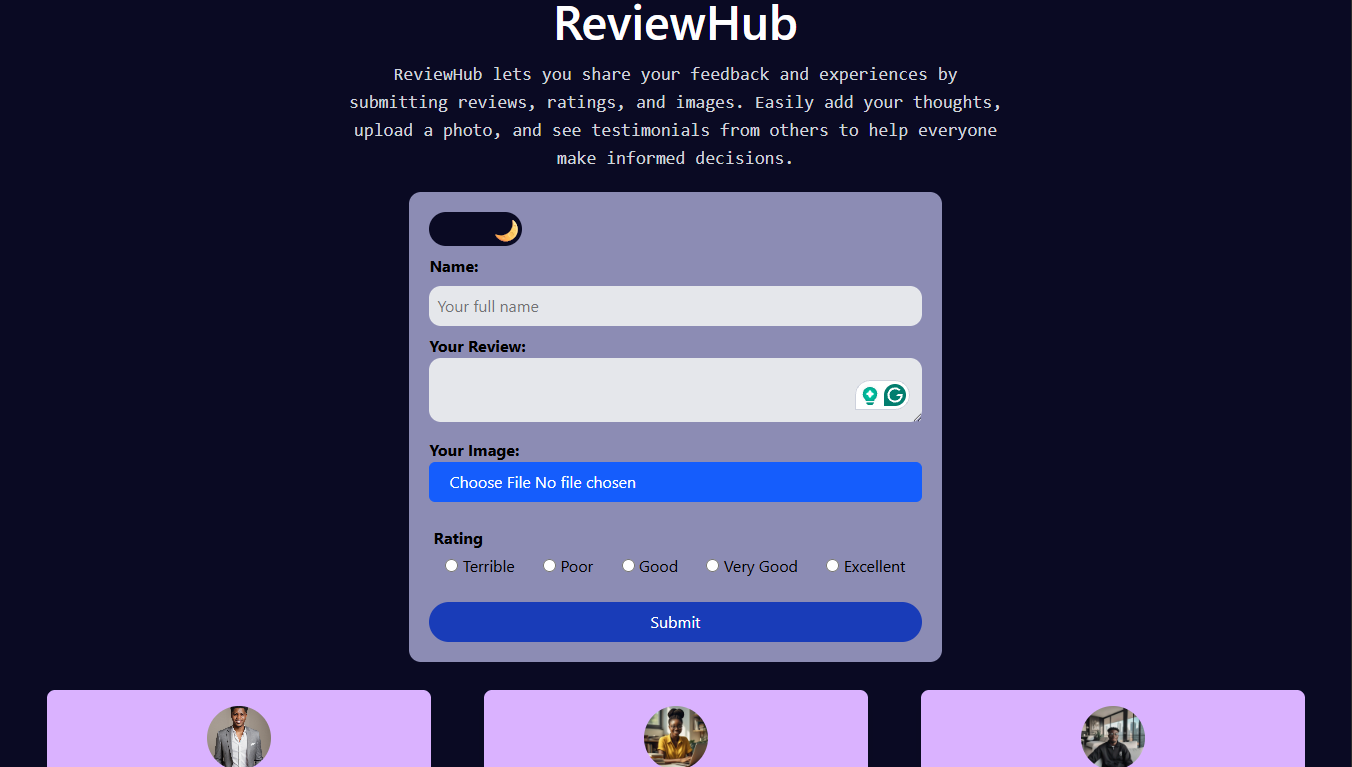 ReviewHub
ReviewHub lets you share your feedback and experiences by
submitting reviews, ratings, and images. Easily add your thoughts,
upload a photo, and see testimonials from others to help everyone
make informed decisions.
Name:
Your full name
Your Review:
Your Image:
Choose File No file chosen
Rating
Terrible Poor Good Very Good Excellent
Submit